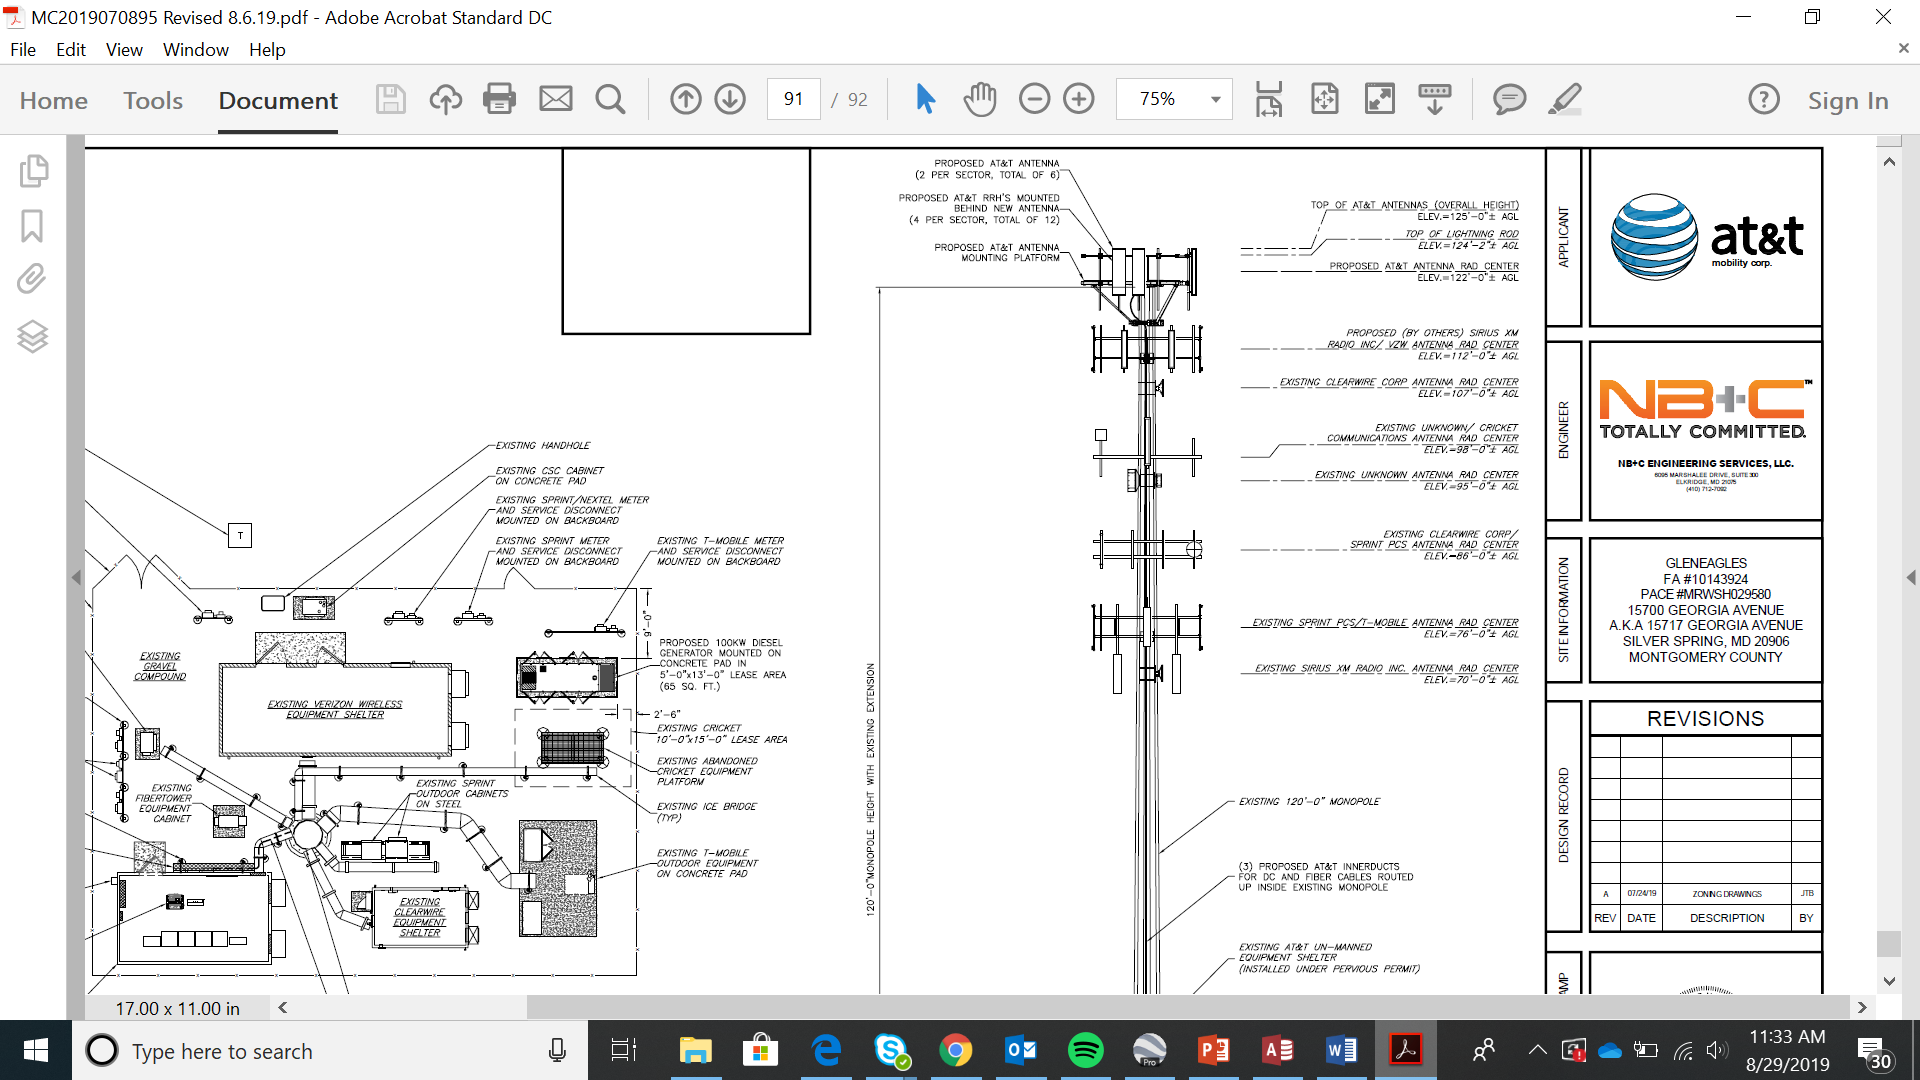 MC2019070895 Revised 8.6.19.pdf - Adobe Acrobat Standard DC
File Edit View Window Help
Home Tools Document 91 / 92 75% Sign In
PROPOSED AT&T ANTENNA
(2 PER SECTOR, TOTAL OF 6)
PROPOSED AT&T RRH'S MOUNTED
BEHIND NEW ANTENNA
(4 PER SECTOR, TOTAL OF 12)
PROPOSED AT&T ANTENNA
MOUNTING PLATFORM
TOP OF AT&T ANTENNAS (OVERALL HEIGHT)
ELEV.=125'-0"± AGL
TOP OF LIGHTNING ROD
ELEV.=124'-2"± AGL
PROPOSED AT&T ANTENNA RAD CENTER
ELEV.=122'-0"± AGL
PROPOSED (BY OTHERS) SIRIUS XM
RADIO INC/ VZW ANTENNA RAD CENTER
ELEV.=112'-0"± AGL
EXISTING CLEARWIRE CORP ANTENNA RAD CENTER
ELEV.=107'-0"± AGL
EXISTING UNKNOWN/ CRICKET
COMMUNICATIONS ANTENNA RAD CENTER
ELEV.=98'-0"± AGL
EXISTING UNKNOWN ANTENNA RAD CENTER
ELEV.=95'-0"± AGL
EXISTING CLEARWIRE CORP/
SPRINT PCS ANTENNA RAD CENTER
ELEV.=86'-0"± AGL
EXISTING SPRINT PCS/T-MOBILE ANTENNA RAD CENTER
ELEV.=76'-0"± AGL
EXISTING SIRIUS XM RADIO INC. ANTENNA RAD CENTER
ELEV.=70'-0"± AGL
120'-0"MONOPOLE HEIGHT WITH EXISTING EXTENSION
EXISTING 120'-0" MONOPOLE
(3) PROPOSED AT&T INNERDUCTS
FOR DC AND FIBER CABLES ROUTED
UP INSIDE EXISTING MONOPOLE
EXISTING AT&T UN-MANNED
EQUIPMENT SHELTER
(INSTALLED UNDER PERVIOUS PERMIT)
EXISTING HANDHOLE
EXISTING CSC CABINET
ON CONCRETE PAD
EXISTING SPRINT/NEXTEL METER
AND SERVICE DISCONNECT
MOUNTED ON BACKBOARD
EXISTING SPRINT METER
AND SERVICE DISCONNECT
MOUNTED ON BACKBOARD
EXISTING T-MOBILE METER
AND SERVICE DISCONNECT
MOUNTED ON BACKBOARD
T
9'-0"
PROPOSED 100KW DIESEL
GENERATOR MOUNTED ON
CONCRETE PAD IN
5'-0"x13'-0" LEASE AREA
(65 SQ. FT.)
EXISTING
GRAVEL
COMPOUND
EXISTING VERIZON WIRELESS
EQUIPMENT SHELTER
2'-6"
EXISTING CRICKET
10'-0"x15'-0" LEASE AREA
EXISTING ABANDONED
CRICKET EQUIPMENT
PLATFORM
EXISTING SPRINT
OUTDOOR CABINETS
ON STEEL
EXISTING
FIBERTOWER
EQUIPMENT
CABINET
EXISTING ICE BRIDGE
(TYP)
EXISTING T-MOBILE
OUTDOOR EQUIPMENT
ON CONCRETE PAD
EXISTING
CLEARWIRE
EQUIPMENT
SHELTER
APPLICANT
at&t
mobility corp.
ENGINEER
NB+C™
TOTALLY COMMITTED.
NB+C ENGINEERING SERVICES, LLC.
6095 MARSHALEE DRIVE, SUITE 300
ELKRIDGE, MD 21075
(410) 712-7092
SITE INFORMATION
GLENEAGLES
FA #10143924
PACE #MRWSH029580
15700 GEORGIA AVENUE
A.K.A 15717 GEORGIA AVENUE
SILVER SPRING, MD 20906
MONTGOMERY COUNTY
DESIGN RECORD
REVISIONS
A 07/24/19 ZONING DRAWINGS JTB
REV DATE DESCRIPTION BY
AMP
17.00 x 11.00 in
Type here to search
11:33 AM
8/29/2019
30